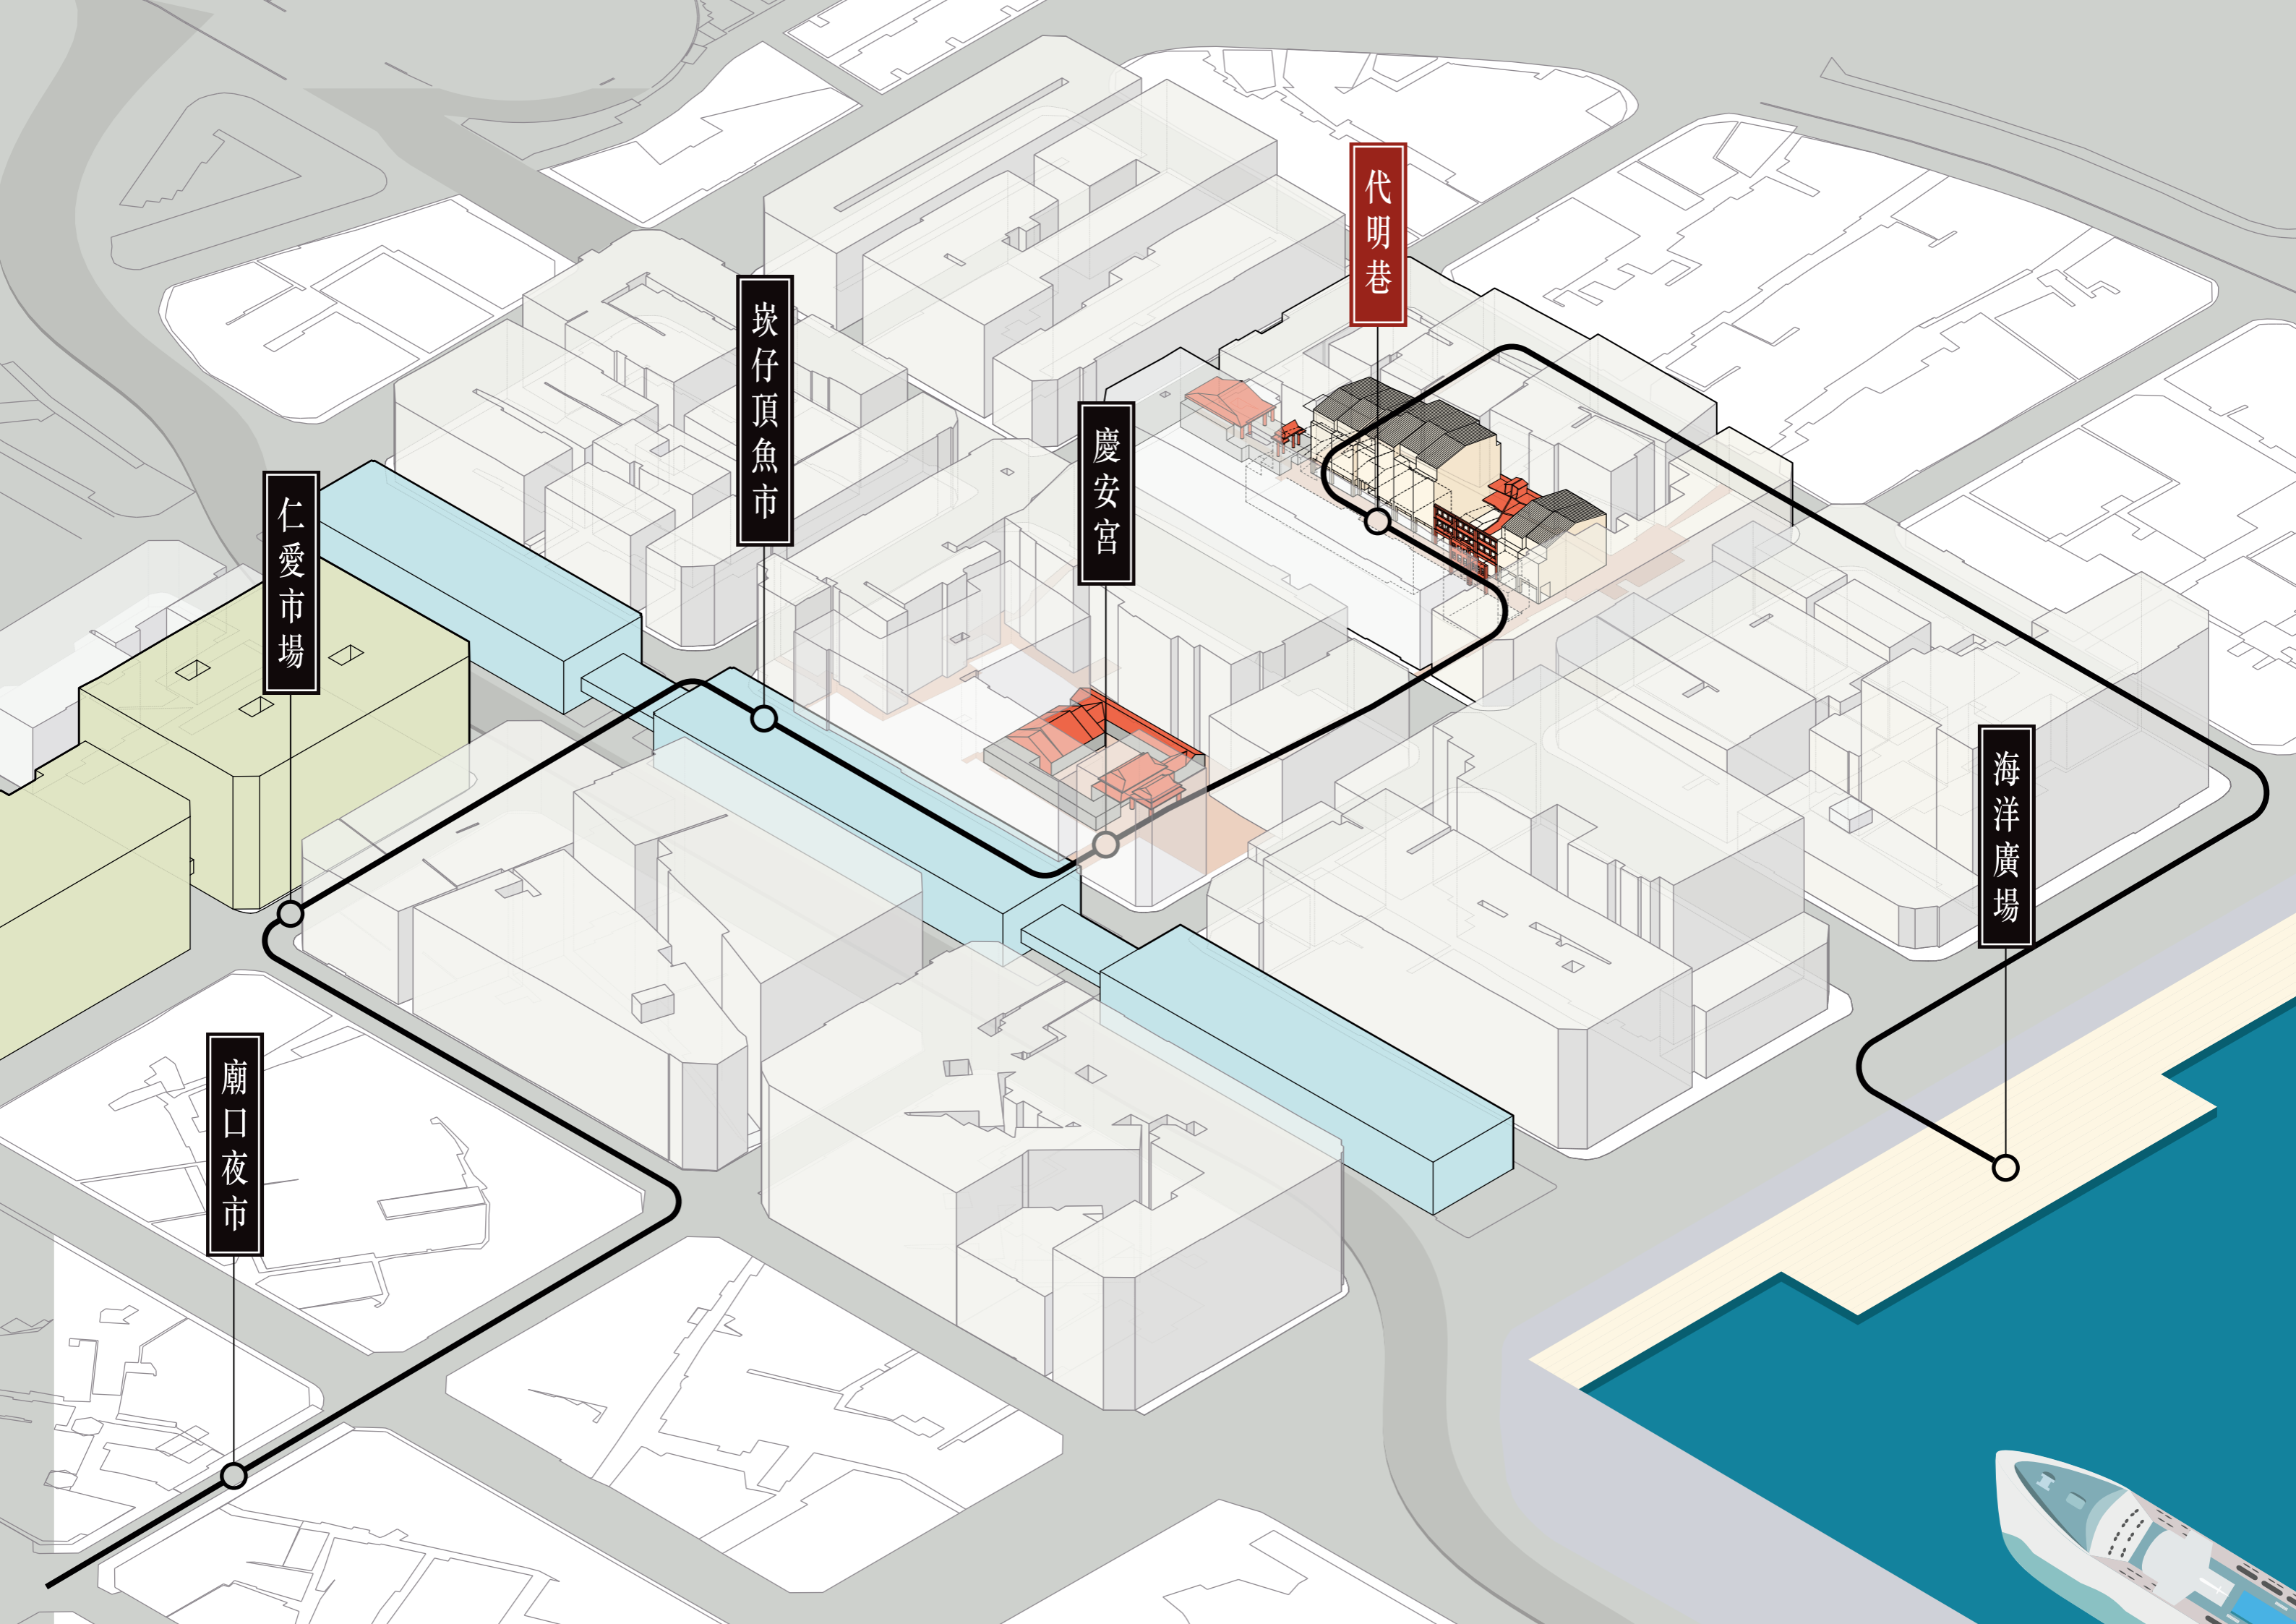 代明巷
崁仔頂魚市
慶安宮
仁愛市場
海洋廣場
廟口夜市